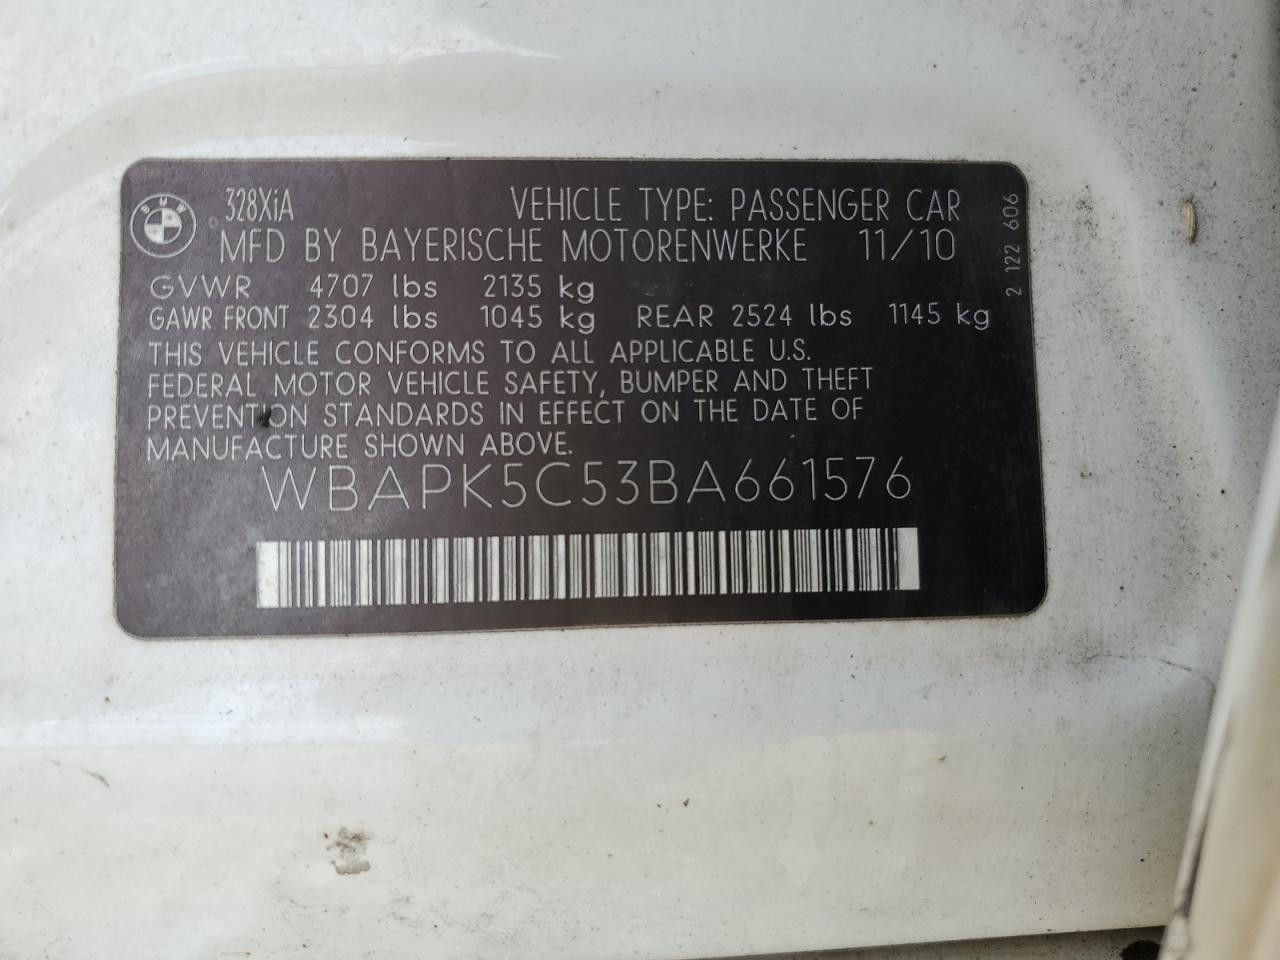 BMW
328XiA VEHICLE TYPE: PASSENGER CAR
MFD BY BAYERISCHE MOTORENWERKE 11/10
GVWR 4707 lbs 2135 kg
GAWR FRONT 2304 lbs 1045 kg REAR 2524 lbs 1145 kg
THIS VEHICLE CONFORMS TO ALL APPLICABLE U.S.
FEDERAL MOTOR VEHICLE SAFETY, BUMPER AND THEFT
PREVENTION STANDARDS IN EFFECT ON THE DATE OF
MANUFACTURE SHOWN ABOVE.
WBAPK5C53BA661576
2 122 606